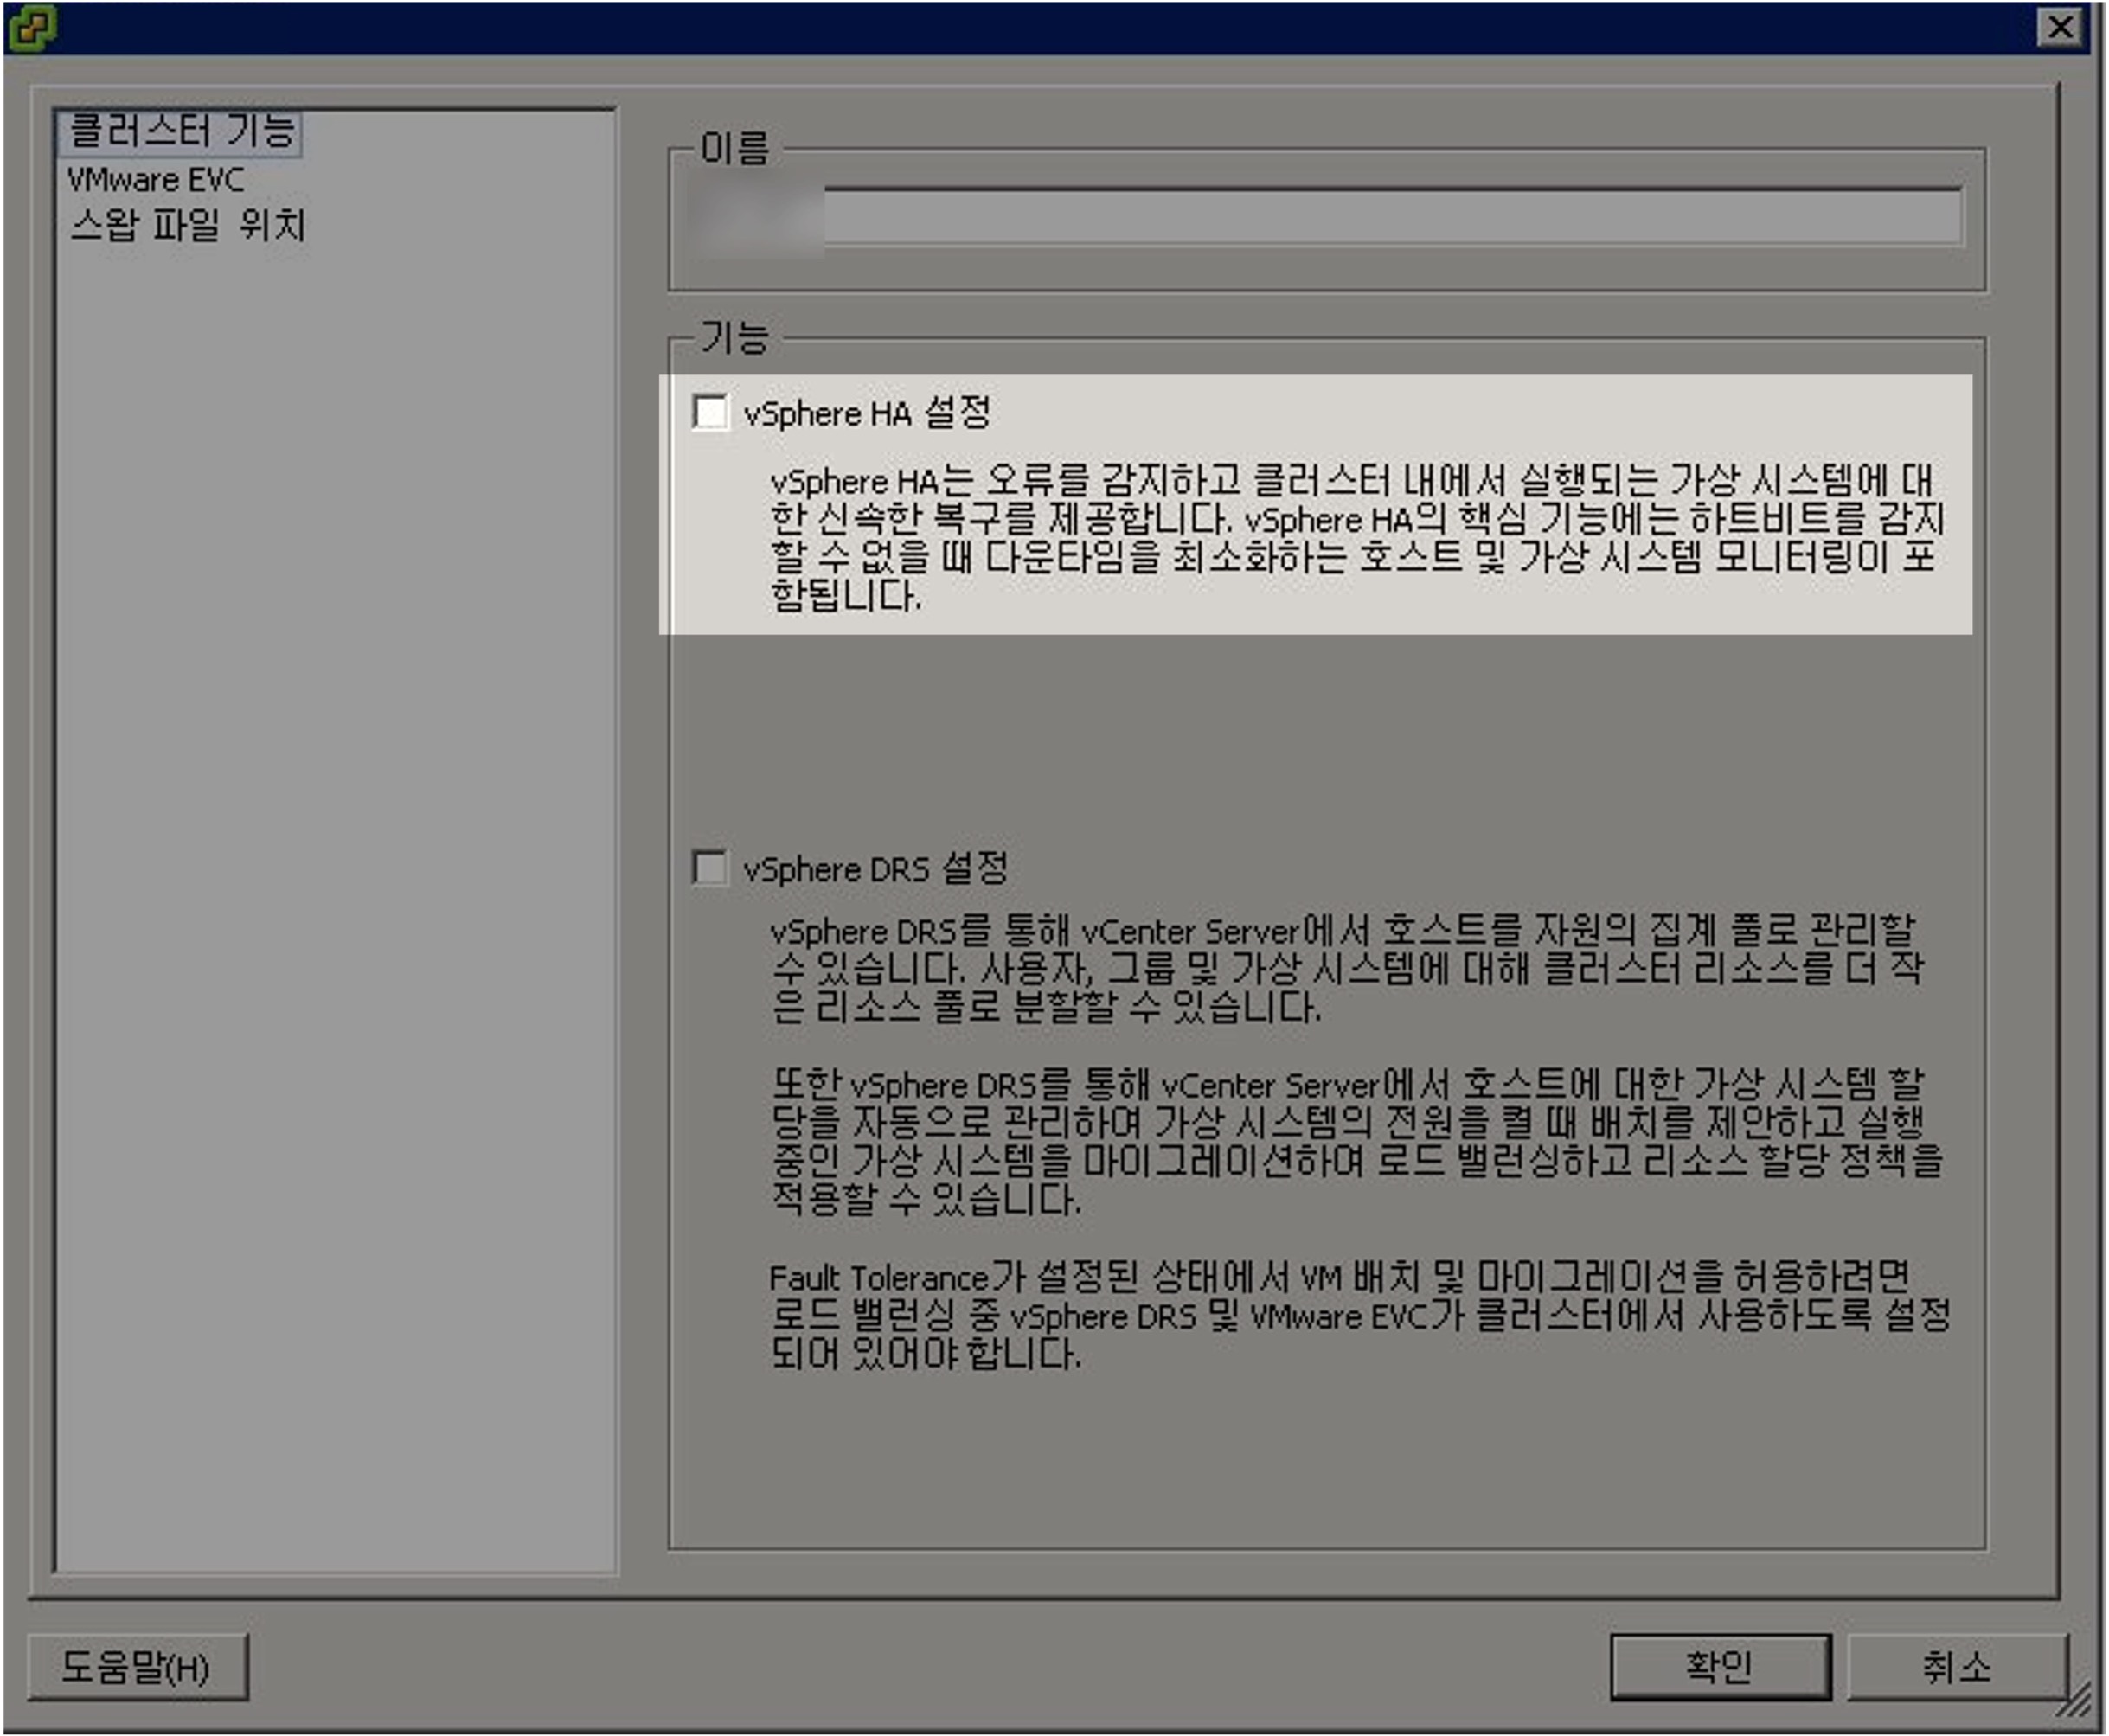 클러스터 기능
VMware EVC
스왑 파일 위치
이름
기능
vSphere HA 설정
vSphere HA는 오류를 감지하고 클러스터 내에서 실행되는 가상 시스템에 대
한 신속한 복구를 제공합니다. vSphere HA의 핵심 기능에는 하트비트를 감지
할 수 없을 때 다운타임을 최소화하는 호스트 및 가상 시스템 모니터링이 포
함됩니다.
vSphere DRS 설정
vSphere DRS를 통해 vCenter Server에서 호스트를 자원의 집계 풀로 관리할
수 있습니다. 사용자, 그룹 및 가상 시스템에 대해 클러스터 리소스를 더 작
은 리소스 풀로 분할할 수 있습니다.
또한 vSphere DRS를 통해 vCenter Server에서 호스트에 대한 가상 시스템 할
당을 자동으로 관리하여 가상 시스템의 전원을 켤 때 배치를 제안하고 실행
중인 가상 시스템을 마이그레이션하여 로드 밸런싱하고 리소스 할당 정책을
적용할 수 있습니다.
Fault Tolerance가 설정된 상태에서 VM 배치 및 마이그레이션을 허용하려면
로드 밸런싱 중 vSphere DRS 및 VMware EVC가 클러스터에서 사용하도록 설정
되어 있어야 합니다.
도움말(H)
확인
취소